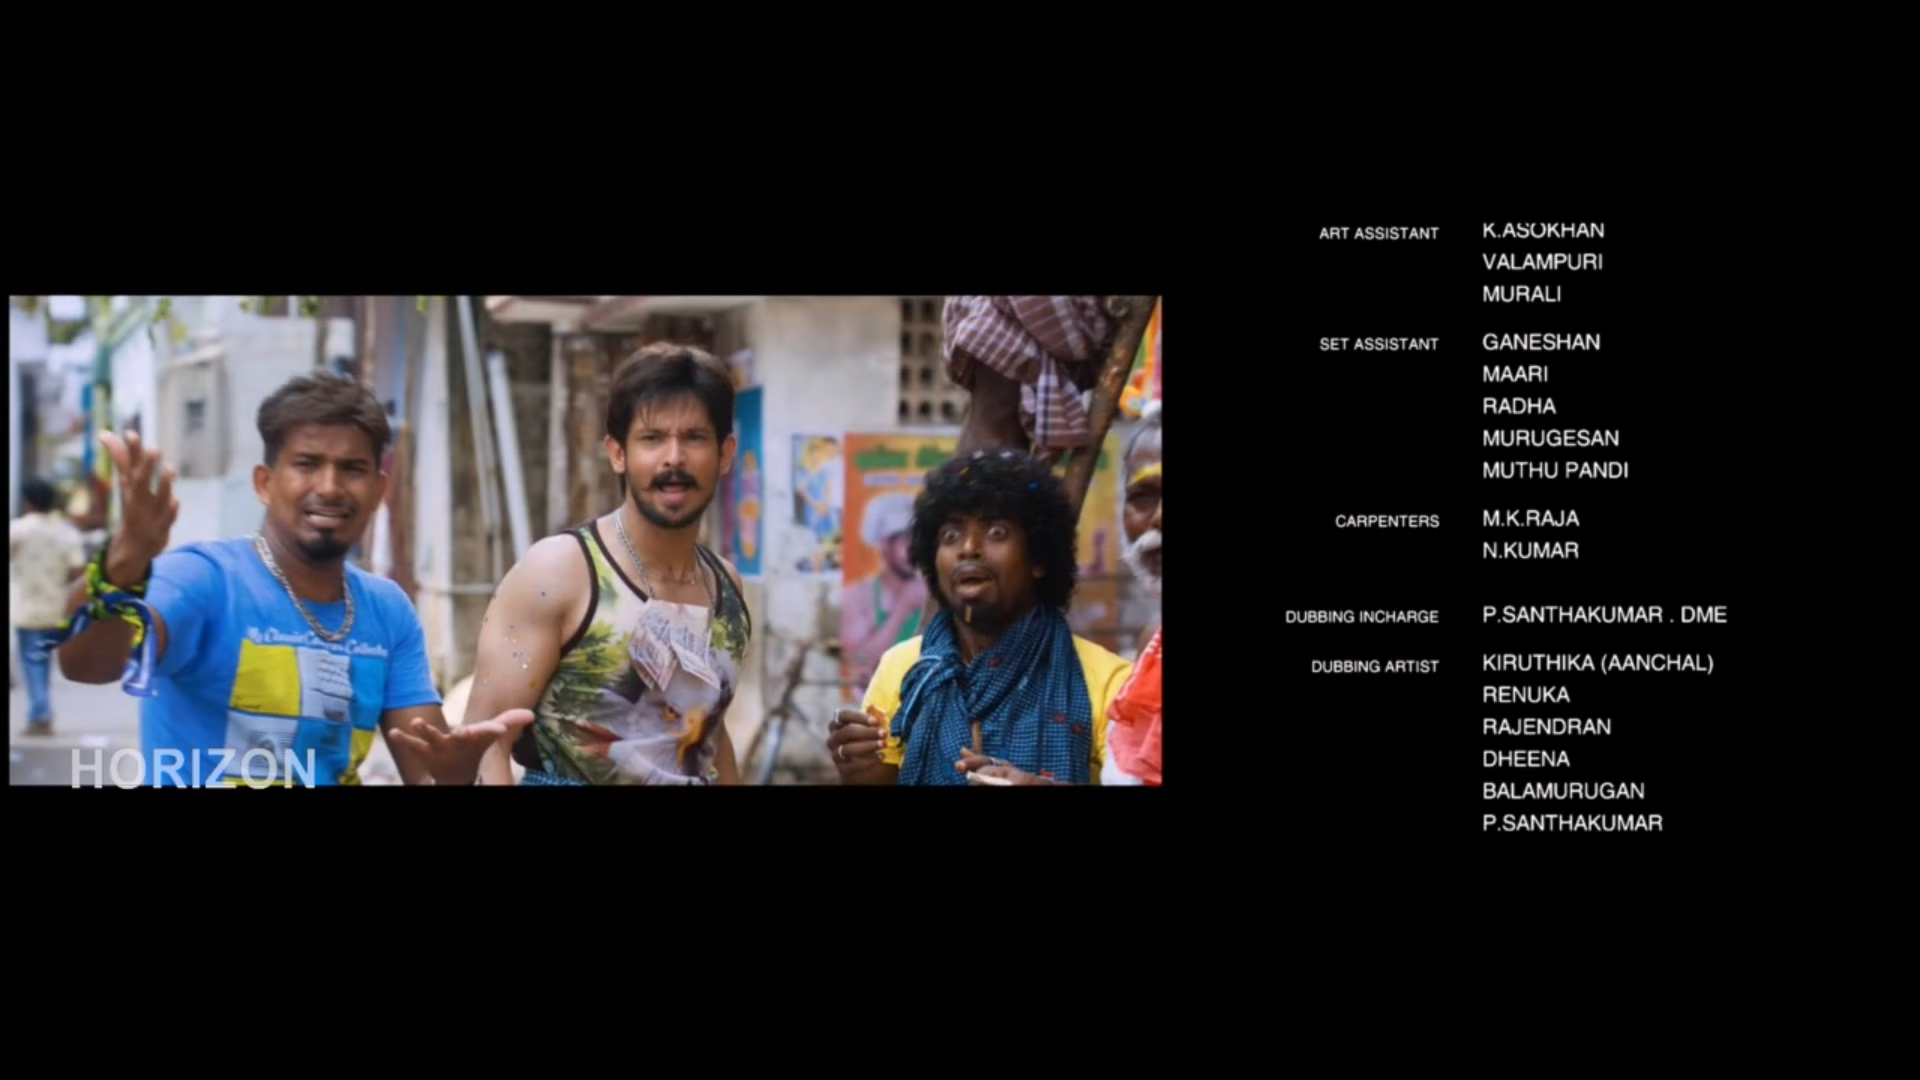 ART ASSISTANT K.ASOKHAN
VALAMPURI
MURALI
SET ASSISTANT GANESHAN
MAARI
RADHA
MURUGESAN
MUTHU PANDI
CARPENTERS M.K.RAJA
N.KUMAR
DUBBING INCHARGE P.SANTHAKUMAR . DME
DUBBING ARTIST KIRUTHIKA (AANCHAL)
RENUKA
RAJENDRAN
DHEENA
BALAMURUGAN
P.SANTHAKUMAR
HORIZON